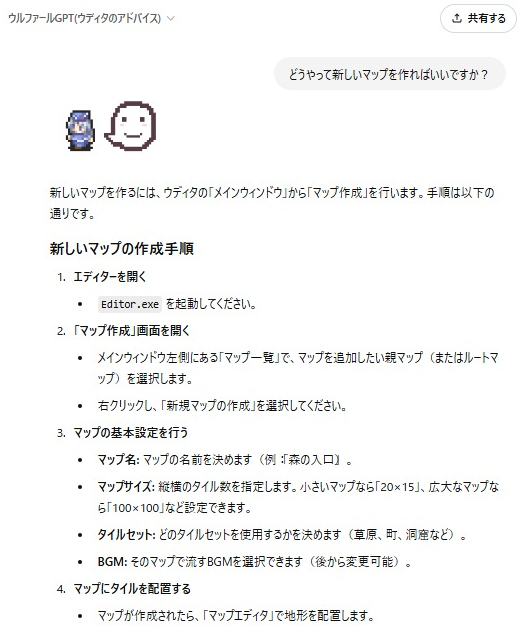 ウルファールGPT(ウディタのアドバイス)
共有する
どうやって新しいマップを作ればいいですか？
新しいマップを作るには、ウディタの「メインウィンドウ」から「マップ作成」を行います。手順は以下の
通りです。
新しいマップの作成手順
1. エディターを開く
• Editor.exe を起動してください。
2. 「マップ作成」画面を開く
• メインウィンドウ左側にある「マップ一覧」で、マップを追加したい親マップ（またはルートマ
ップ）を選択します。
• 右クリックし、「新規マップの作成」を選択してください。
3. マップの基本設定を行う
• マップ名: マップの名前を決めます（例：「森の入口」）。
• マップサイズ: 縦横のタイル数を指定します。小さいマップなら「20×15」、広大なマップな
ら「100×100」など設定できます。
• タイルセット: どのタイルセットを使用するかを決めます（草原、町、洞窟など）。
• BGM: そのマップで流すBGMを選択できます（後から変更可能）。
4. マップにタイルを配置する
• マップが作成されたら、「マップエディタ」で地形を配置します。